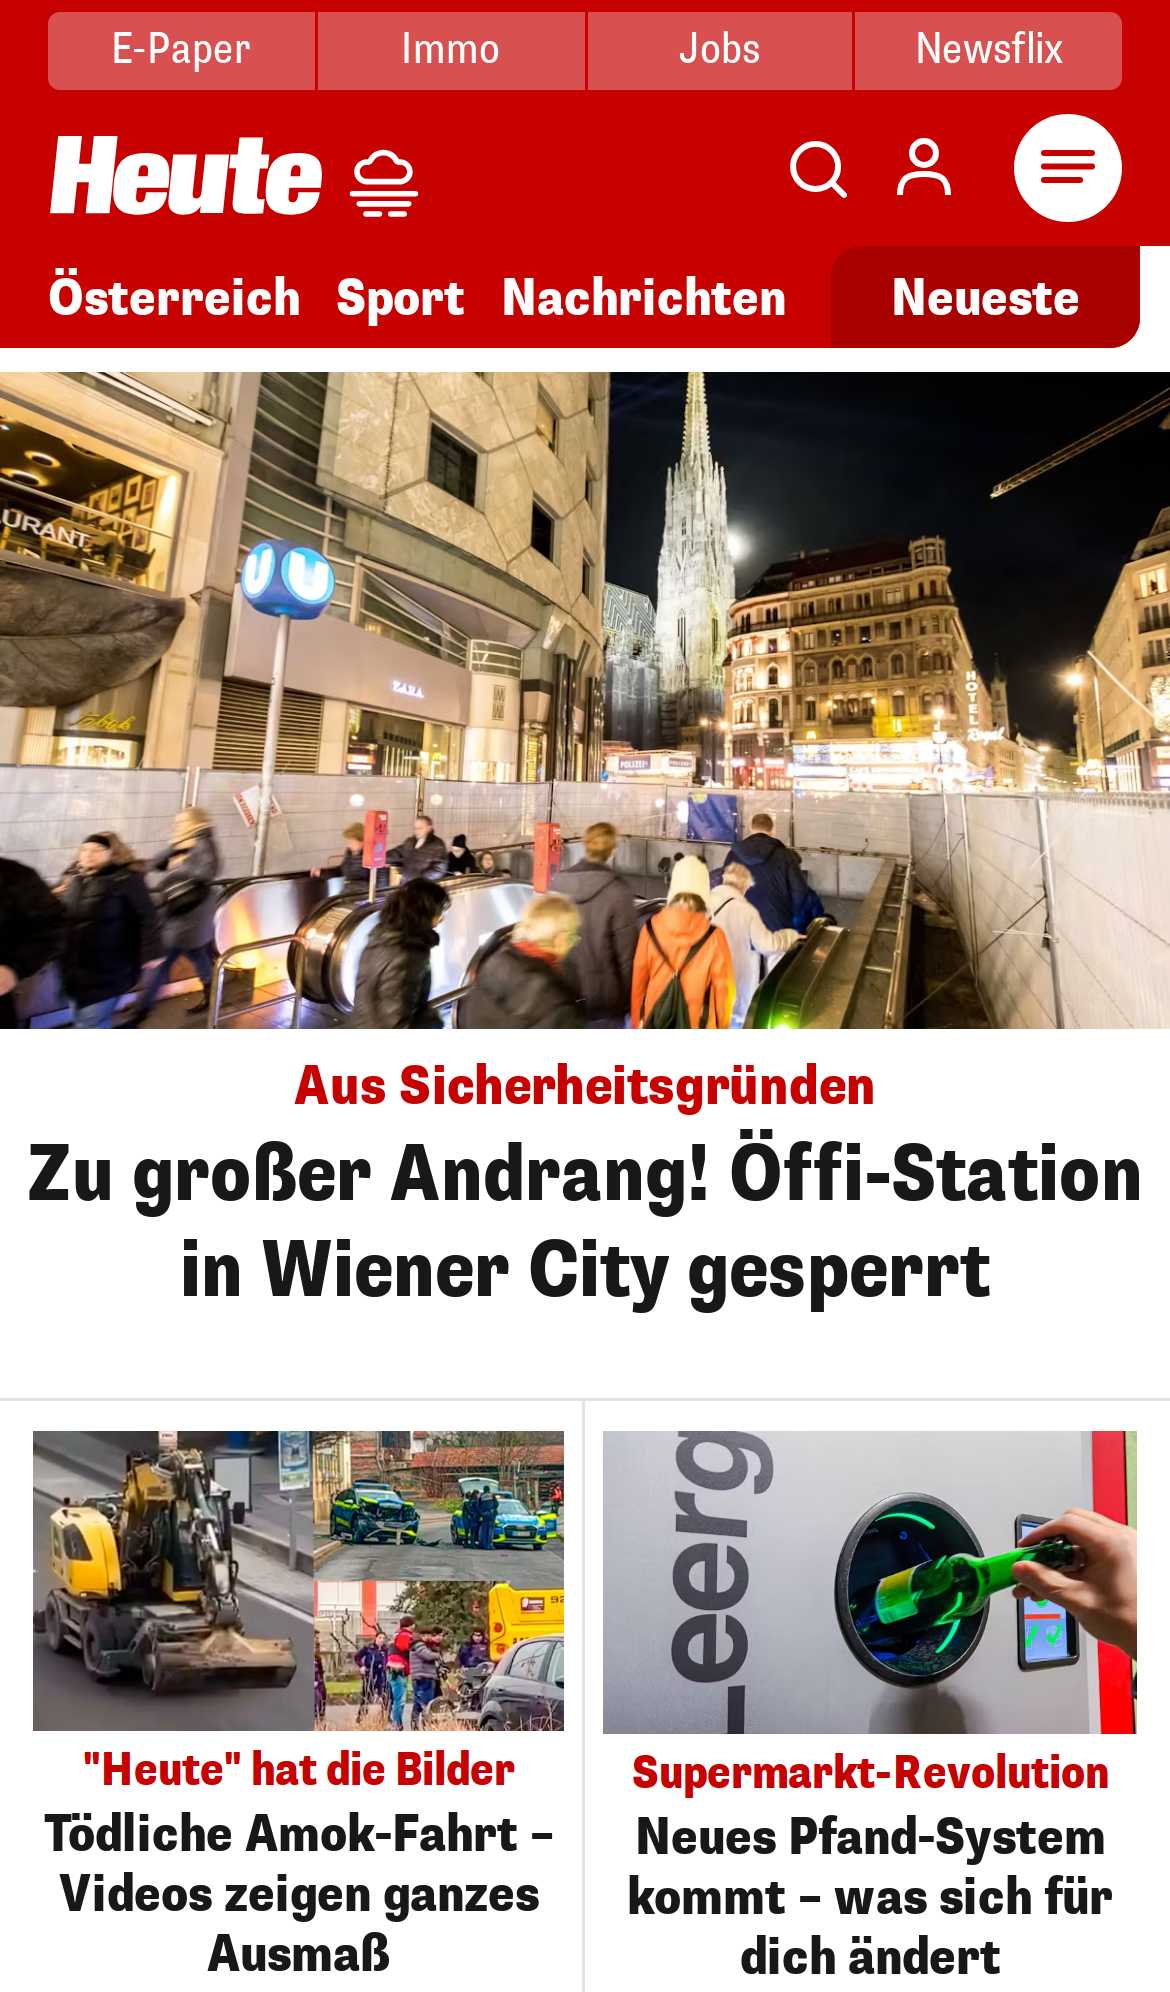 E-Paper Immo Jobs Newsflix
Heute
Österreich Sport Nachrichten Neueste
URANT
U U
ZARA
HOTEL
Royal
POLIZEI
Aus Sicherheitsgründen
Zu großer Andrang! Öffi-Station
in Wiener City gesperrt
92
Leerg
"Heute" hat die Bilder
Tödliche Amok-Fahrt –
Videos zeigen ganzes
Ausmaß
Supermarkt-Revolution
Neues Pfand-System
kommt – was sich für
dich ändert